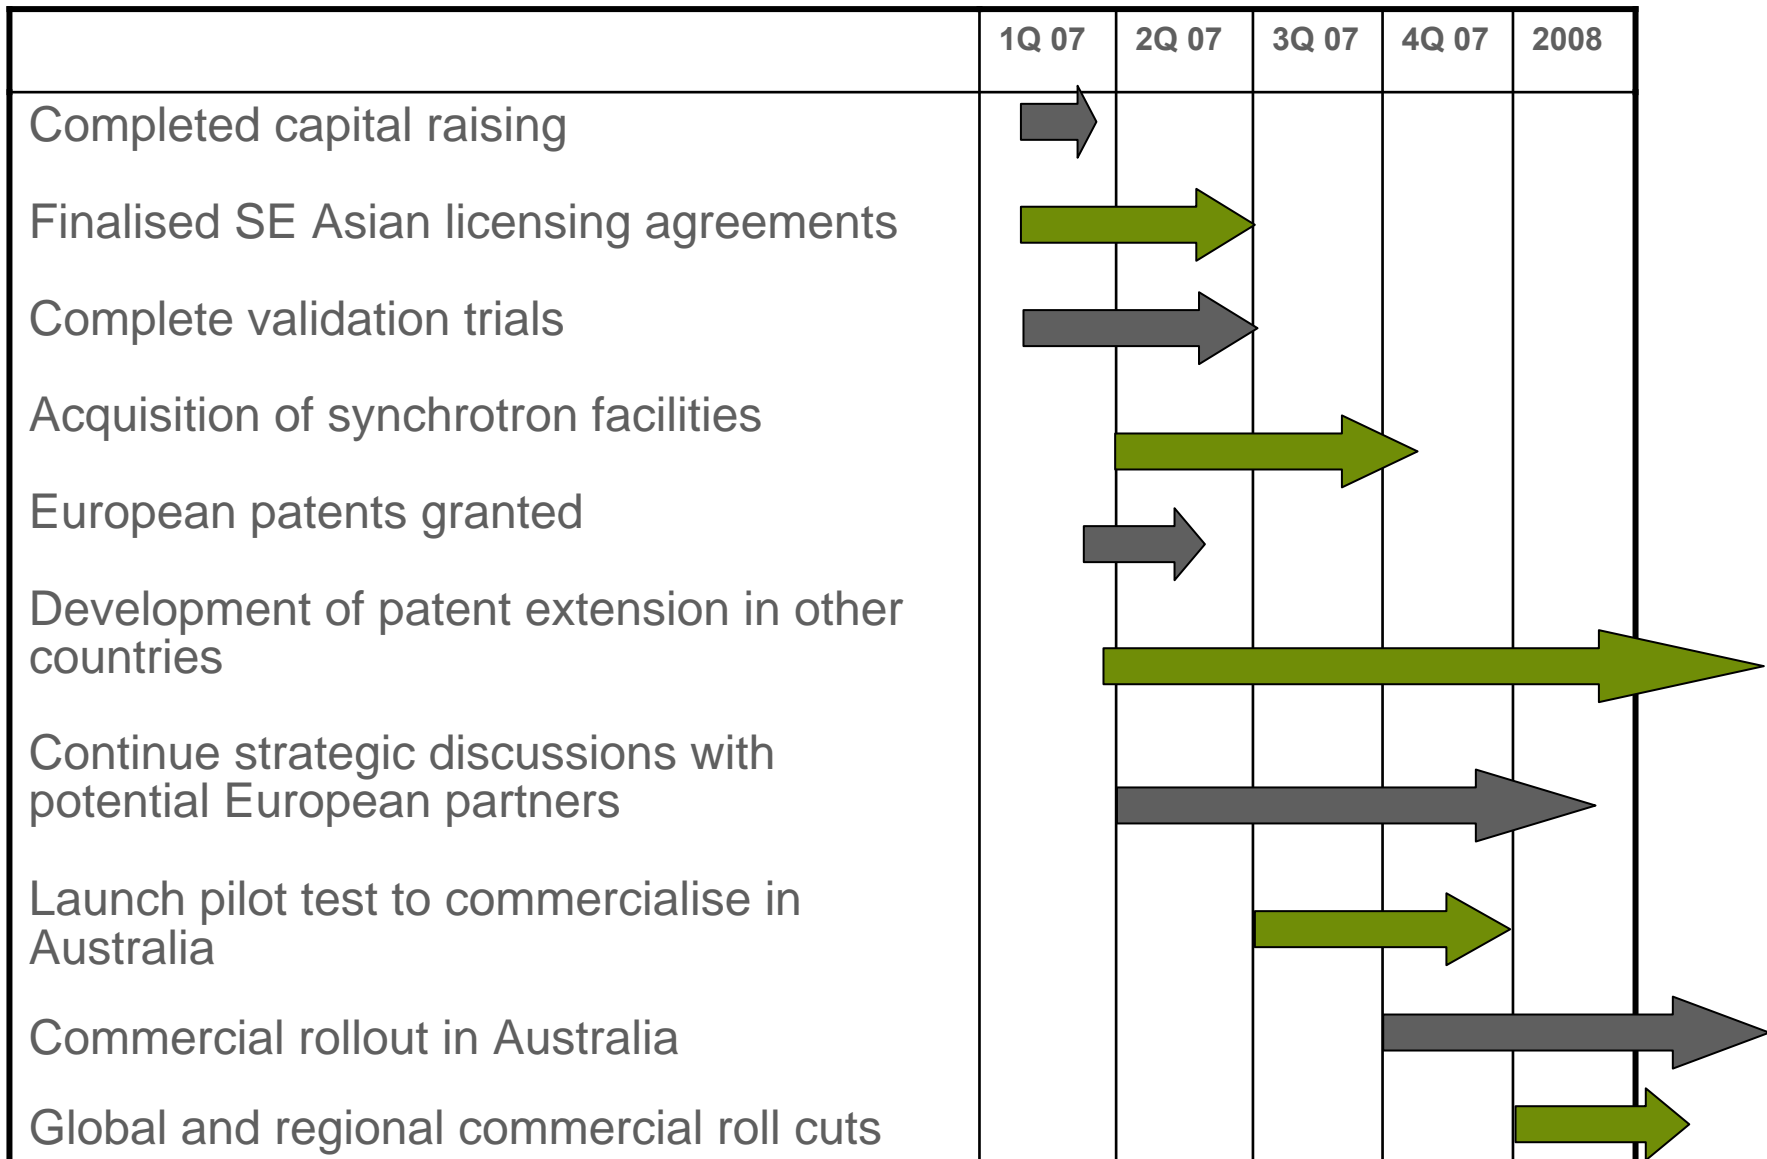 1Q 07 2Q 07 3Q 07 4Q 07 2008
Completed capital raising
Finalised SE Asian licensing agreements
Complete validation trials
Acquisition of synchrotron facilities
European patents granted
Development of patent extension in other
countries
Continue strategic discussions with
potential European partners
Launch pilot test to commercialise in
Australia
Commercial rollout in Australia
Global and regional commercial roll cuts